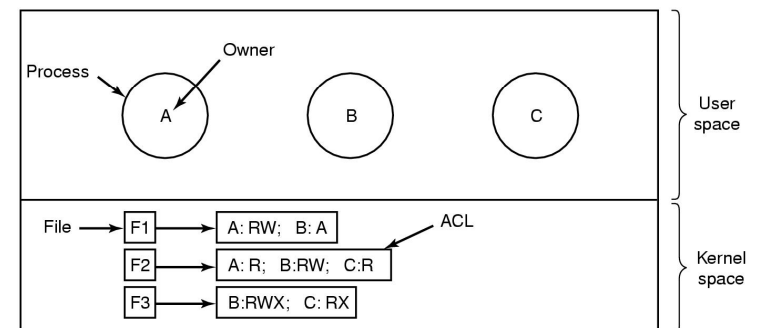 Owner
Process
A
B
C
User
space
File
F1
A: RW; B: A
ACL
F2
A: R; B:RW; C:R
F3
B:RWX; C: RX
Kernel
space